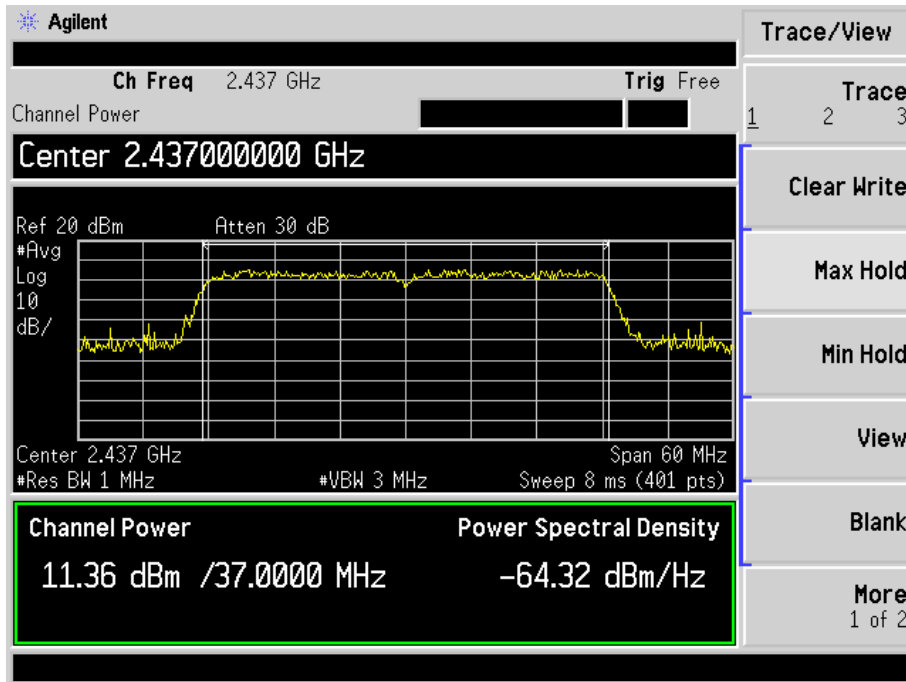 Agilent
Trace/View
Ch Freq 2.437 GHz Trig Free
Channel Power
Trace
1 2 3
Center 2.437000000 GHz
Clear Write
Ref 20 dBm Atten 30 dB
#Avg
Log
10
dB/
Max Hold
Min Hold
View
Center 2.437 GHz Span 60 MHz
#Res BW 1 MHz #VBW 3 MHz Sweep 8 ms (401 pts)
Channel Power Power Spectral Density
11.36 dBm /37.0000 MHz -64.32 dBm/Hz
Blank
More
1 of 2